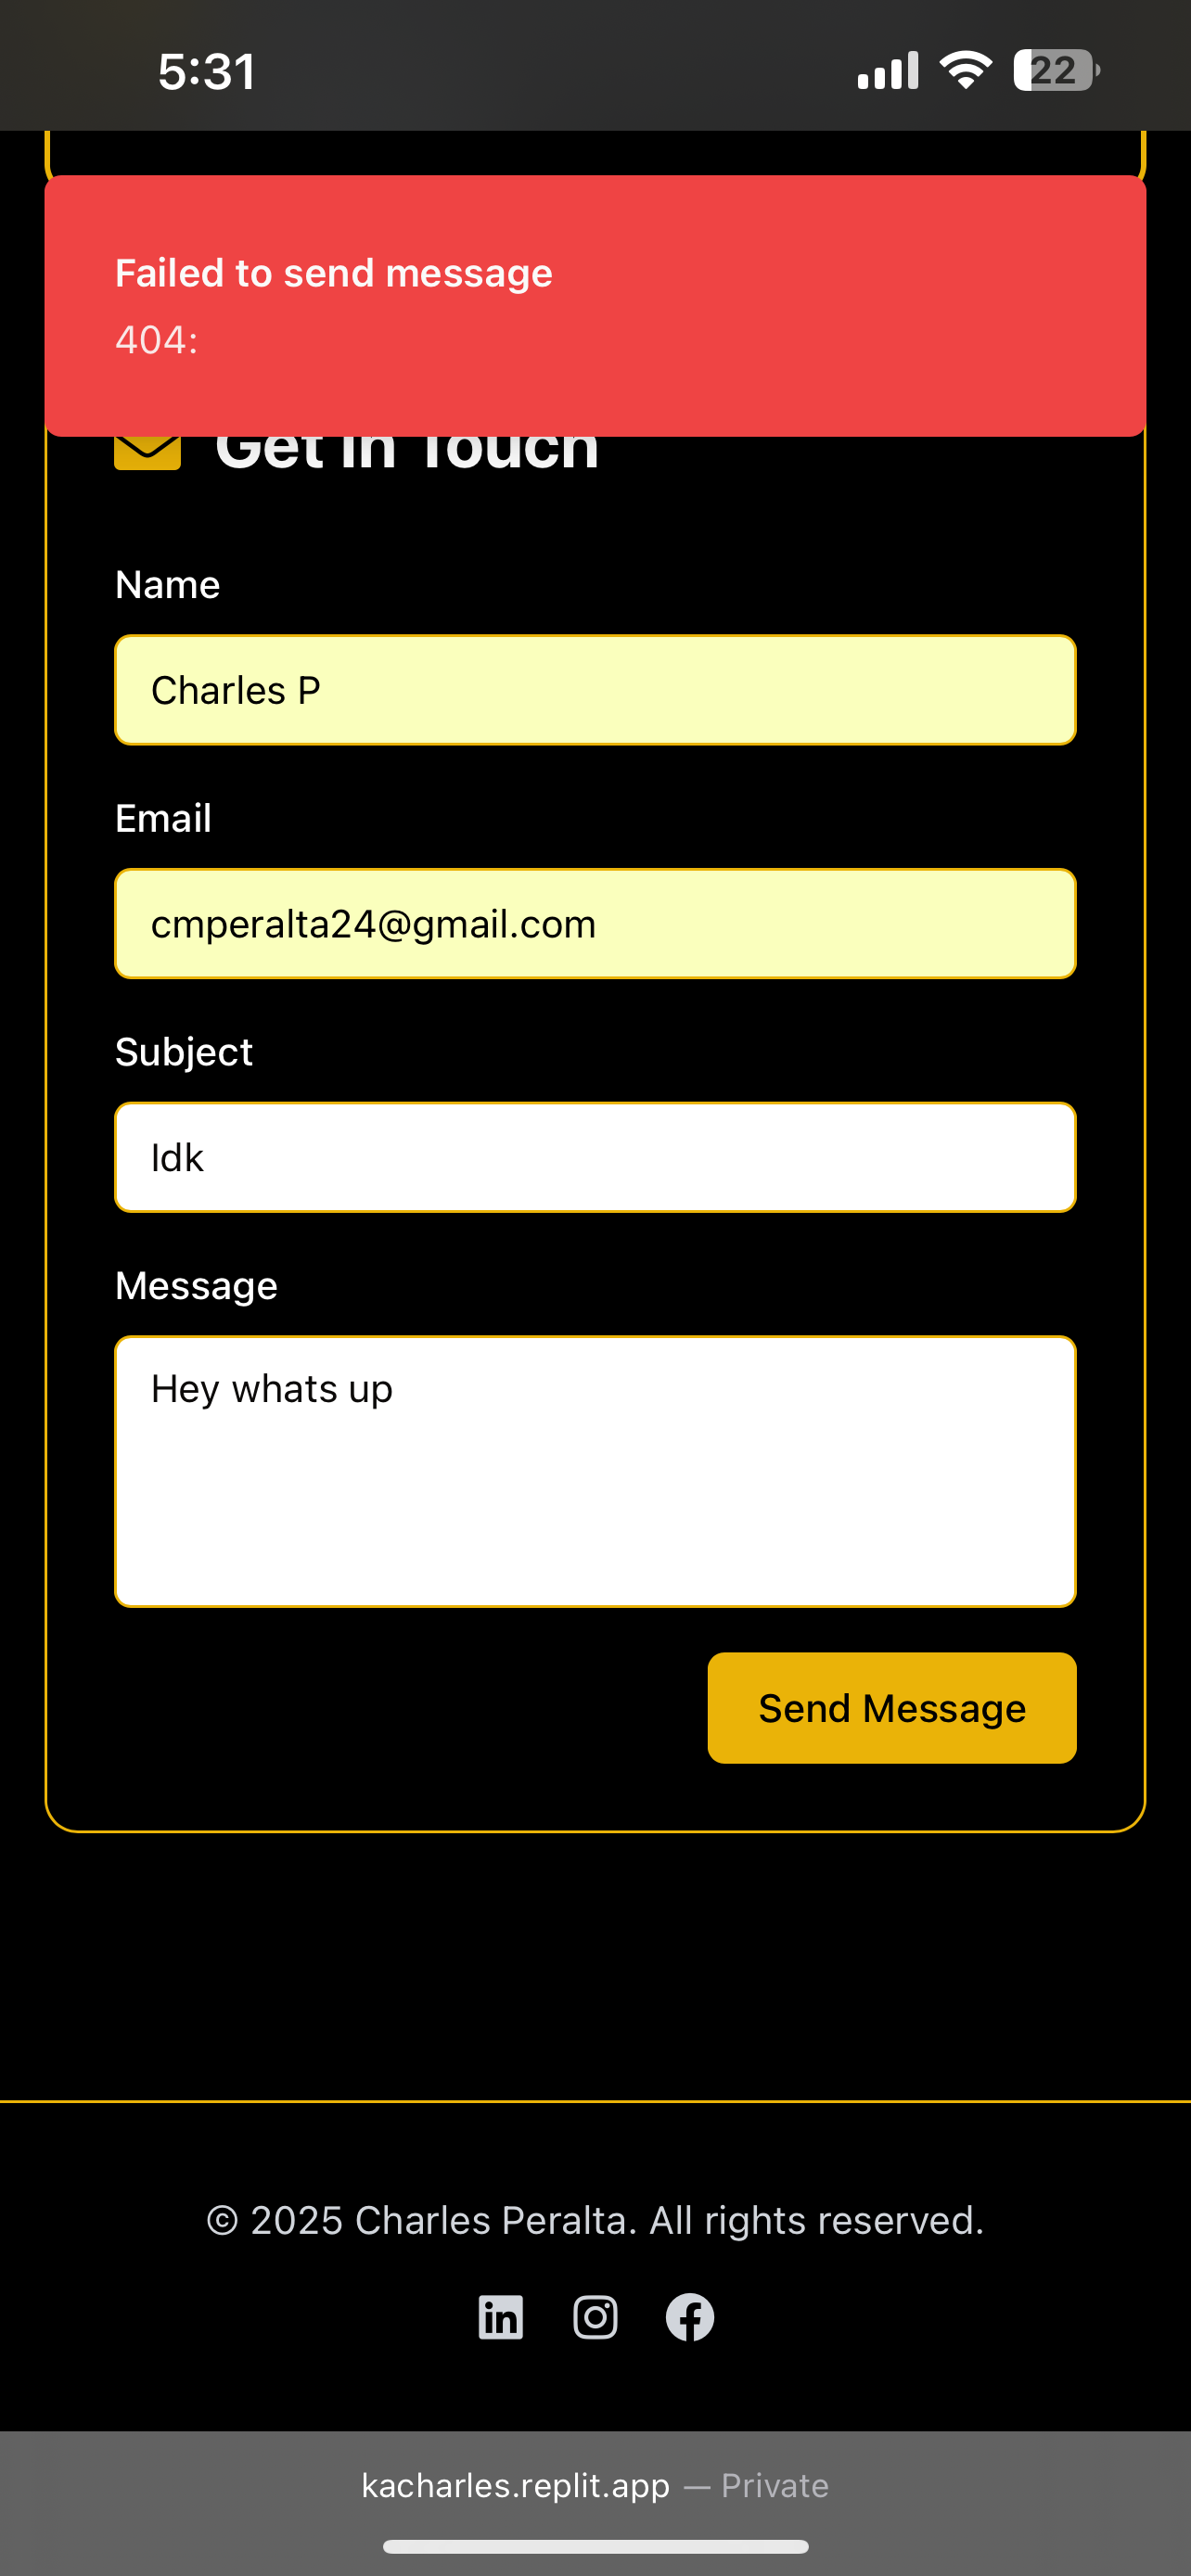 5:31
22
Failed to send message
404:
Get In Touch
Name
Charles P
Email
cmperalta24@gmail.com
Subject
Idk
Message
Hey whats up
Send Message
© 2025 Charles Peralta. All rights reserved.
in
kacharles.replit.app — Private